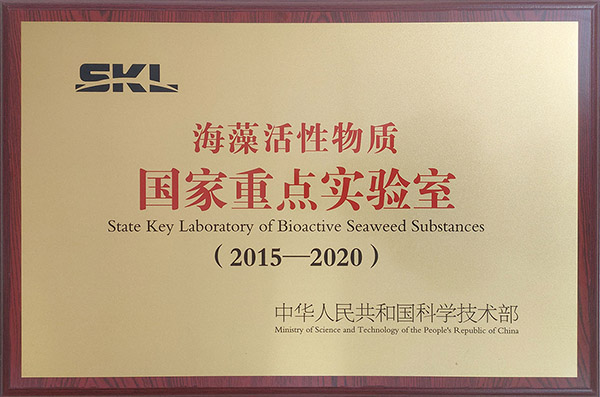 SKL
海藻活性物质
国家重点实验室
State Key Laboratory of Bioactive Seaweed Substances
（2015—2020）
中华人民共和国科学技术部
Ministry of Science and Technology of the People's Republic of China